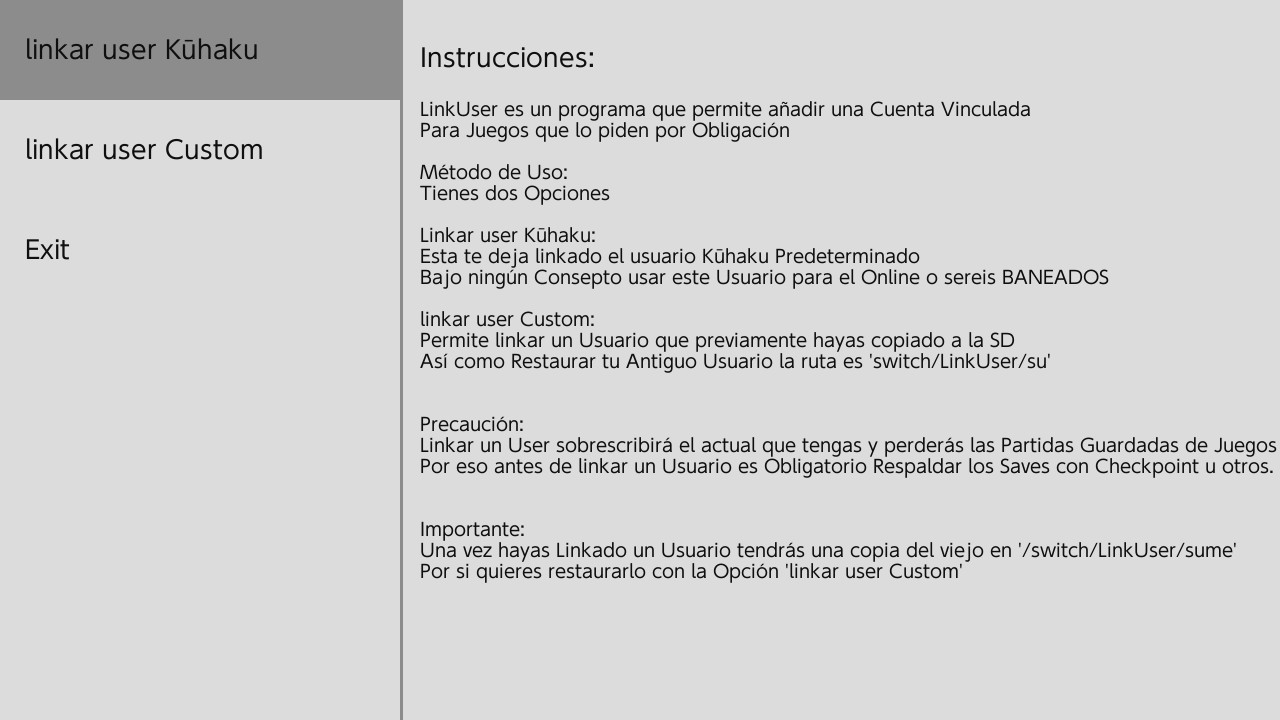 linkar user Kūhaku
linkar user Custom
Exit
Instrucciones:
LinkUser es un programa que permite añadir una Cuenta Vinculada
Para Juegos que lo piden por Obligación
Método de Uso:
Tienes dos Opciones
Linkar user Kūhaku:
Esta te deja linkado el usuario Kūhaku Predeterminado
Bajo ningún Consepto usar este Usuario para el Online o sereis BANEADOS
linkar user Custom:
Permite linkar un Usuario que previamente hayas copiado a la SD
Así como Restaurar tu Antiguo Usuario la ruta es 'switch/LinkUser/su'
Precaución:
Linkar un User sobrescribirá el actual que tengas y perderás las Partidas Guardadas de Juegos
Por eso antes de linkar un Usuario es Obligatorio Respaldar los Saves con Checkpoint u otros.
Importante:
Una vez hayas Linkado un Usuario tendrás una copia del viejo en '/switch/LinkUser/sume'
Por si quieres restaurarlo con la Opción 'linkar user Custom'